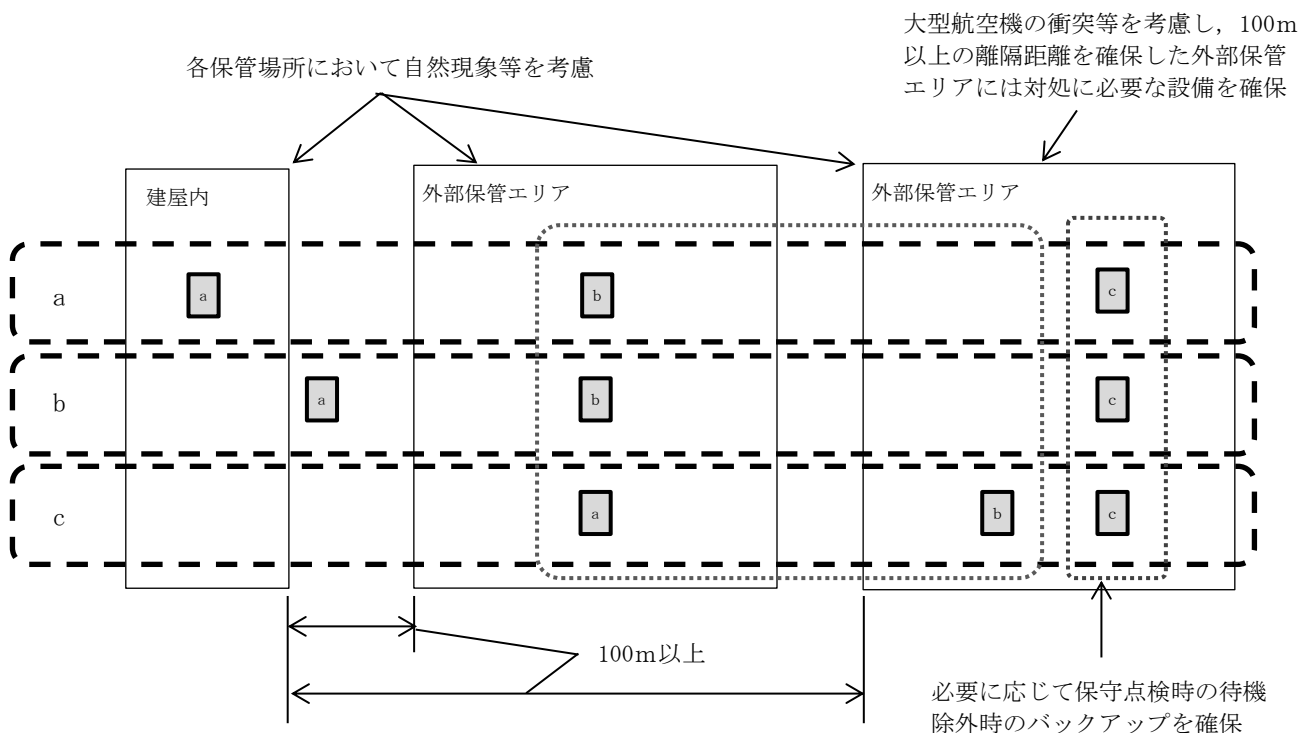 大型航空機の衝突等を考慮し，100m
以上の離隔距離を確保した外部保管
エリアには対処に必要な設備を確保
各保管場所において自然現象等を考慮
建屋内
外部保管エリア
外部保管エリア
a
a
b
c
b
a
b
c
c
a
b
c
100m以上
必要に応じて保守点検時の待機
除外時のバックアップを確保